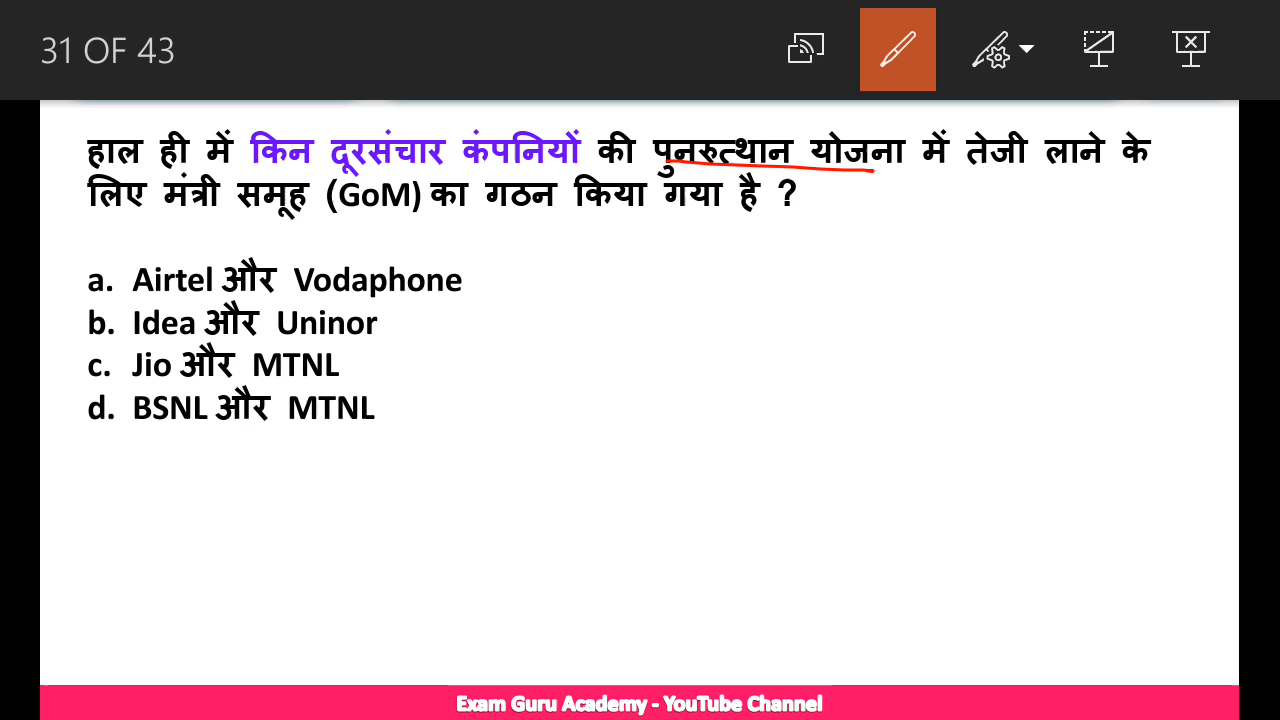 31 OF 43
हाल ही में किन दूरसंचार कंपनियों की पुनरुत्थान योजना में तेजी लाने के
लिए मंत्री समूह (GoM) का गठन किया गया है ?
a. Airtel और Vodaphone
b. Idea और Uninor
c. Jio और MTNL
d. BSNL और MTNL
Exam Guru Academy - YouTube Channel